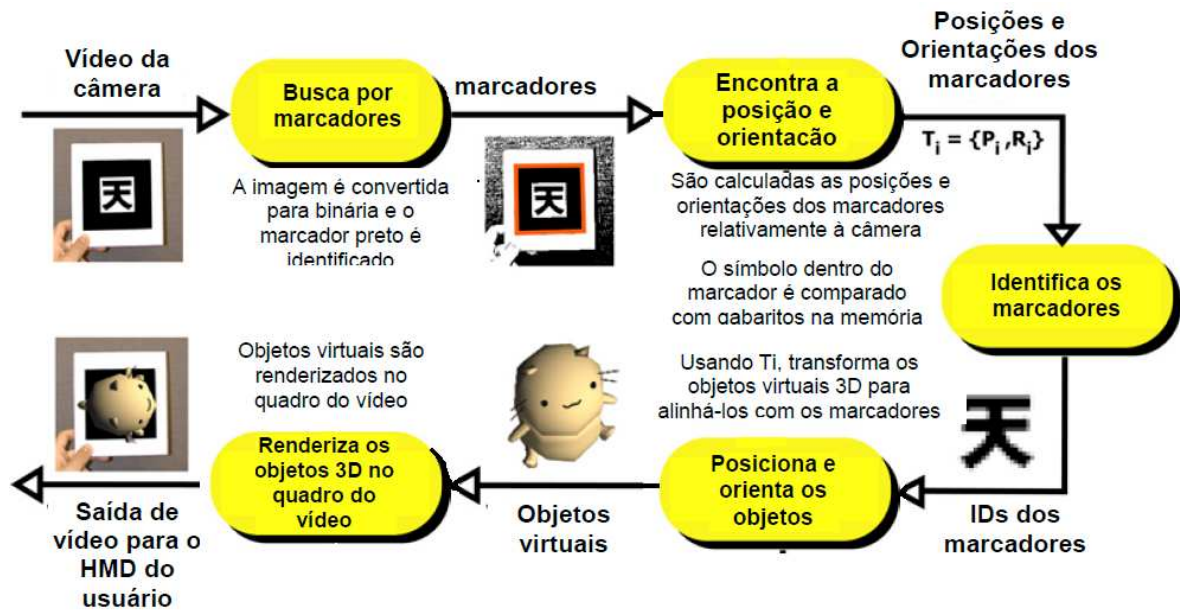 Vídeo da
câmera
Busca por
marcadores
A imagem é convertida
para binária e o
marcador preto é
identificado
marcadores
Encontra a
posição e
orientacão
São calculadas as posições e
orientações dos marcadores
relativamente à câmera
Posições e
Orientações dos
marcadores
T i = {P i ,R i}
Identifica os
marcadores
O símbolo dentro do
marcador é comparado
com gabaritos na memória
天
天
天
IDs dos
marcadores
Posiciona e
orienta os
objetos
Usando Ti, transforma os
objetos virtuais 3D para
alinhá-los com os marcadores
Objetos
virtuais
Renderiza os
objetos 3D no
quadro do
vídeo
Objetos virtuais são
renderizados no
quadro do vídeo
Saída de
vídeo para o
HMD do
usuário